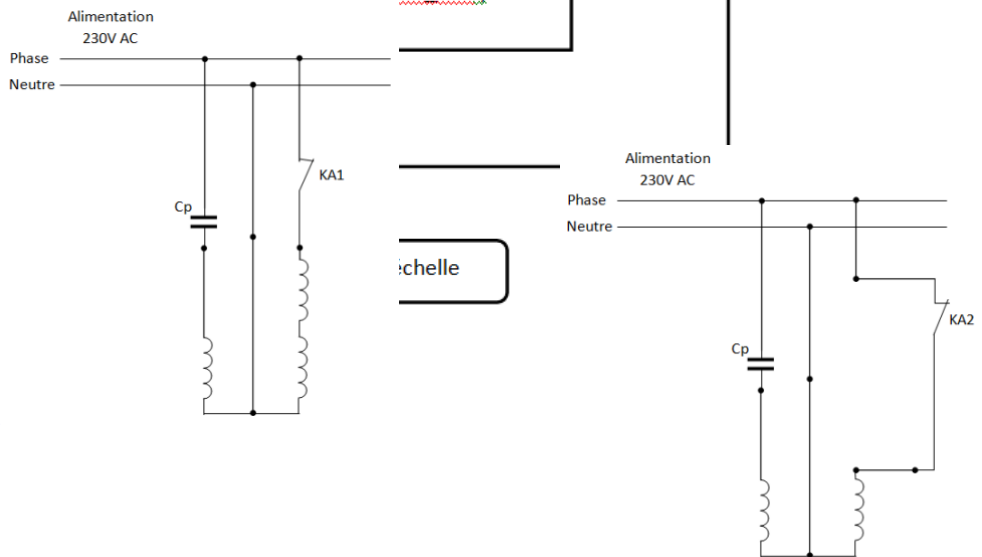 Alimentation
230V AC
Phase
Neutre
KA1
Cp
échelle
Alimentation
230V AC
Phase
Neutre
KA2
Cp